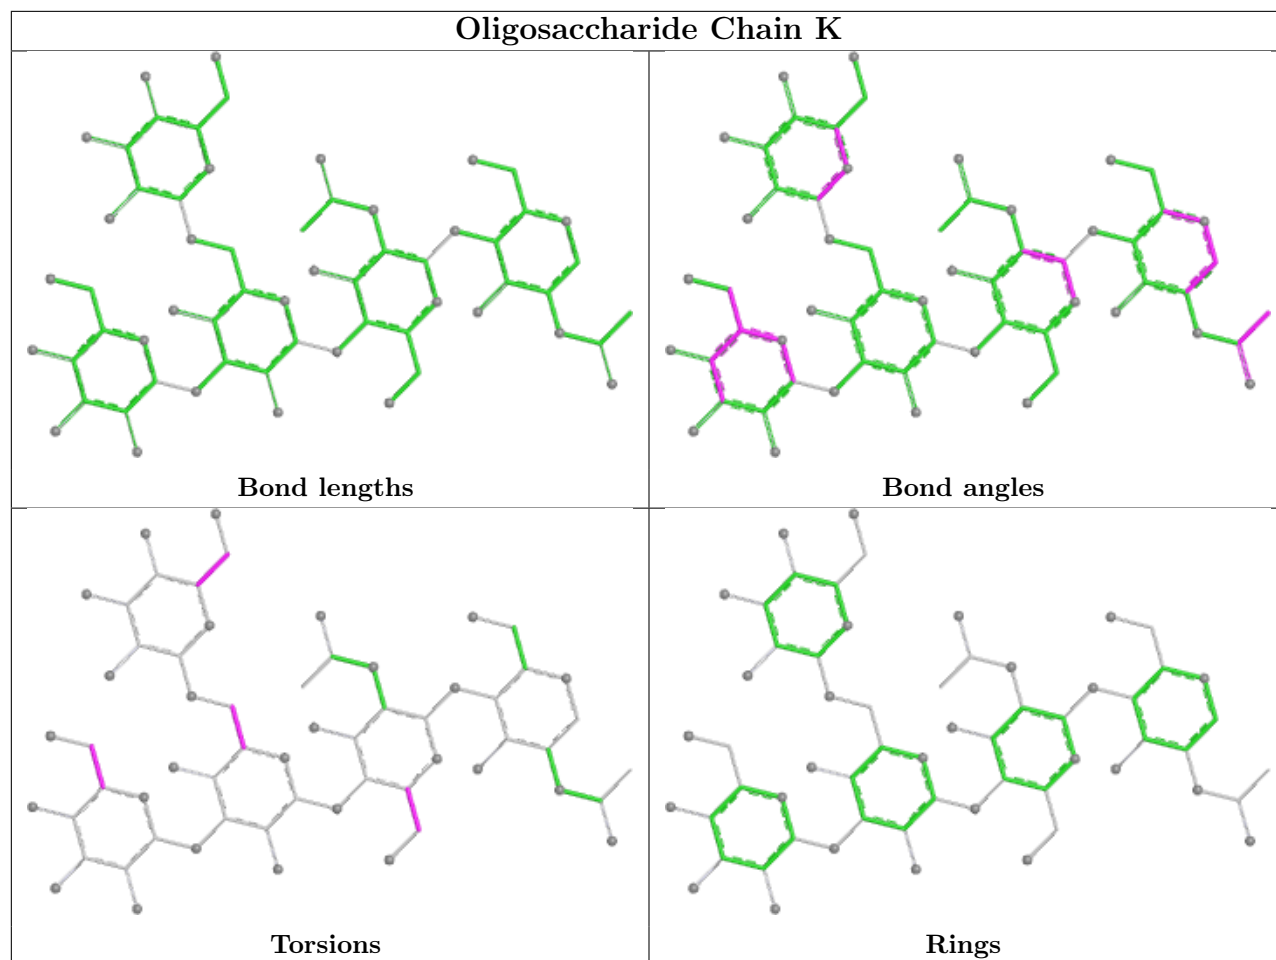 Oligosaccharide Chain K
Bond lengths
Bond angles
Torsions
Rings